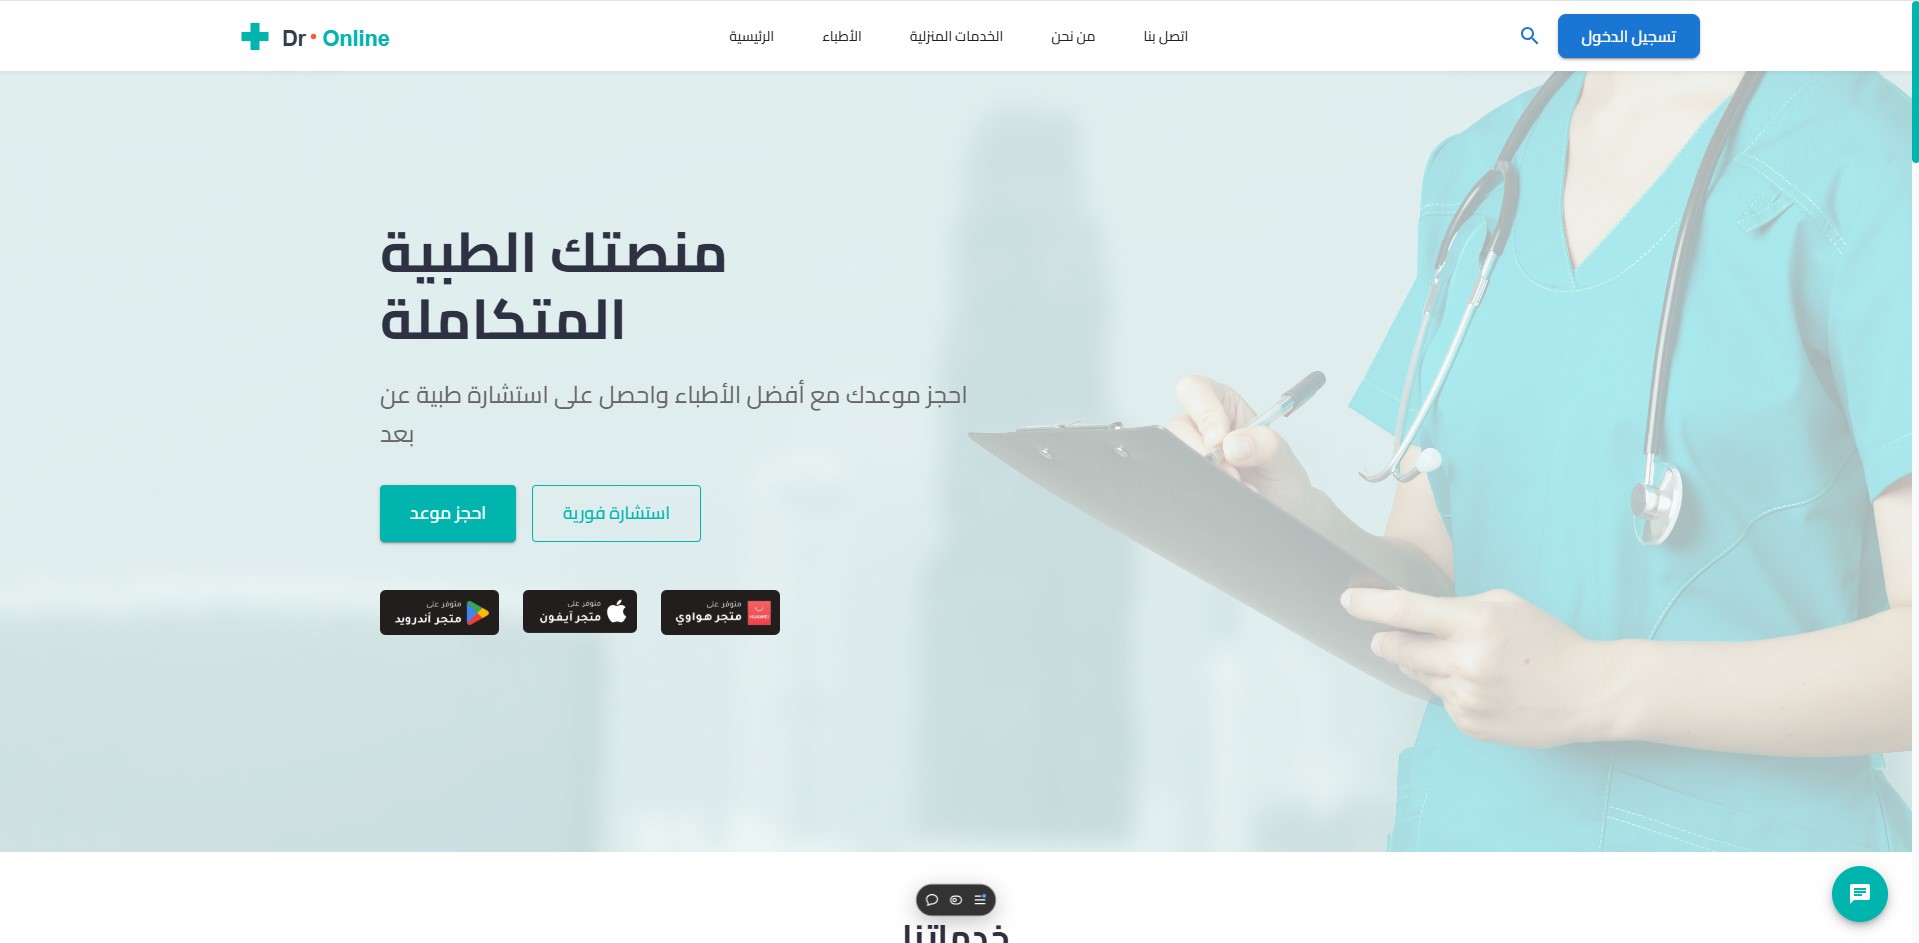 Dr • Online
الرئيسية
الأطباء
الخدمات المنزلية
من نحن
اتصل بنا
تسجيل الدخول
منصتك الطبية
المتكاملة
احجز موعدك مع أفضل الأطباء واحصل على استشارة طبية عن
بعد
احجز موعد
استشارة فورية
متوفر على
متجر أندرويد
متوفر على
متجر آيفون
متوفر على
متجر هواوي
HUAWEI
خدماتنا